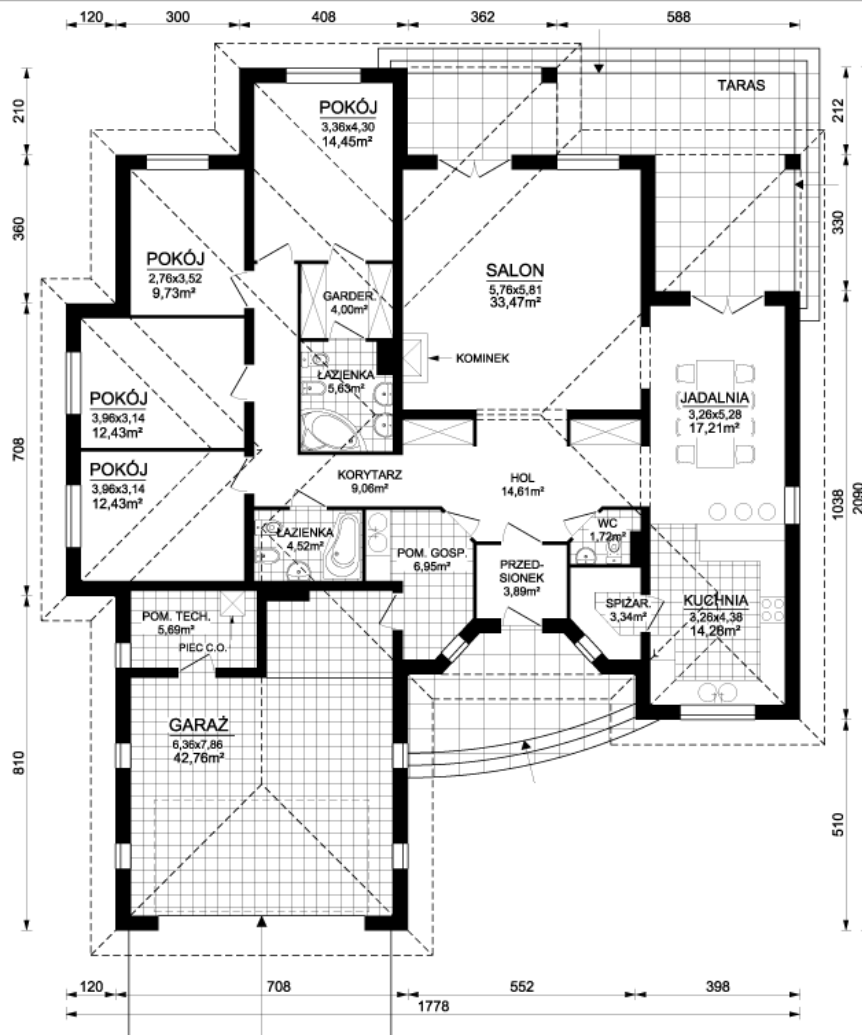 120 300 408 362 588
TARAS
210
212
POKÓJ
3,36x4,30
14,45m²
360
330
POKÓJ
2,76x3,52
9,73m²
SALON
5,76x5,81
33,47m²
GARDER.
4,00m²
KOMINEK
ŁAZIENKA
5,63m²
POKÓJ
3,96x3,14
12,43m²
JADALNIA
3,26x5,28
17,21m²
708
POKÓJ
3,96x3,14
12,43m²
KORYTARZ
9,06m²
HOL
14,61m²
1038
2090
ŁAZIENKA
4,52m²
POM. GOSP.
6,95m²
WC
1,72m²
PRZED-
SIONEK
3,89m²
SPIŻAR.
3,34m²
KUCHNIA
3,26x4,38
14,28m²
POM. TECH.
5,69m²
PIEC C.O.
GARAŻ
6,36x7,86
42,76m²
810
510
120 708 552 398
1778